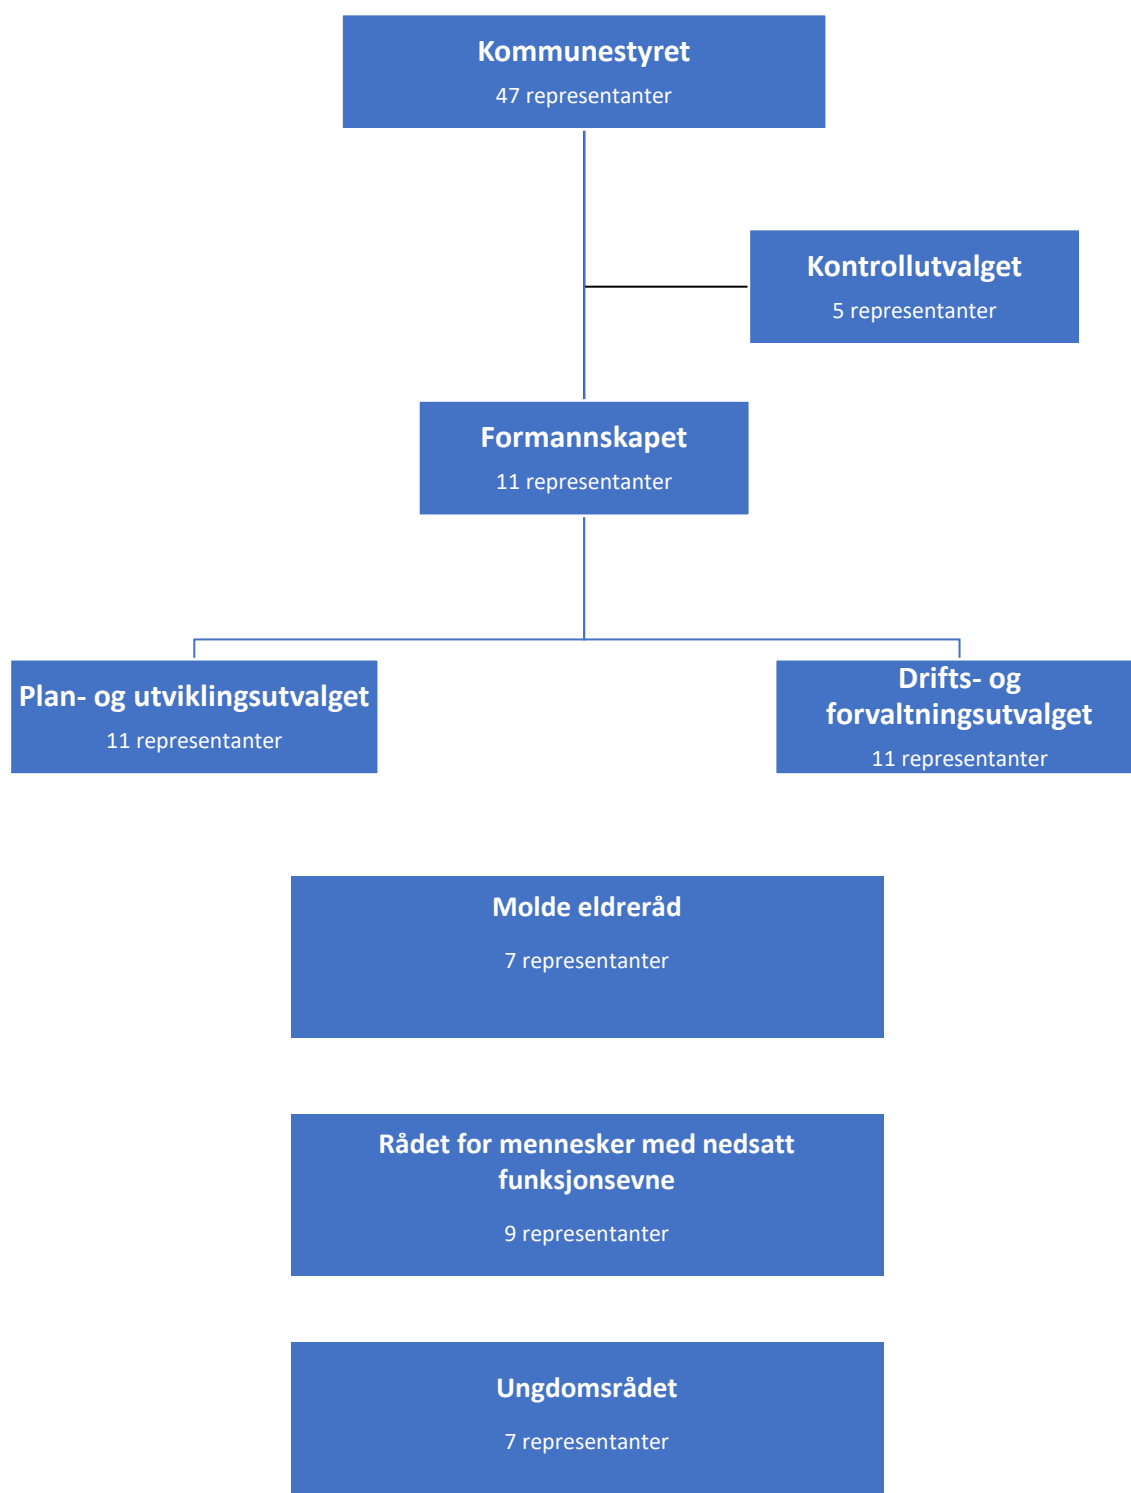 Kommunestyret
47 representanter
Kontrollutvalget
5 representanter
Formannskapet
11 representanter
Plan- og utviklingsutvalget
11 representanter
Drifts- og
forvaltningsutvalget
11 representanter
Molde eldreråd
7 representanter
Rådet for mennesker med nedsatt
funksjonsevne
9 representanter
Ungdomsrådet
7 representanter